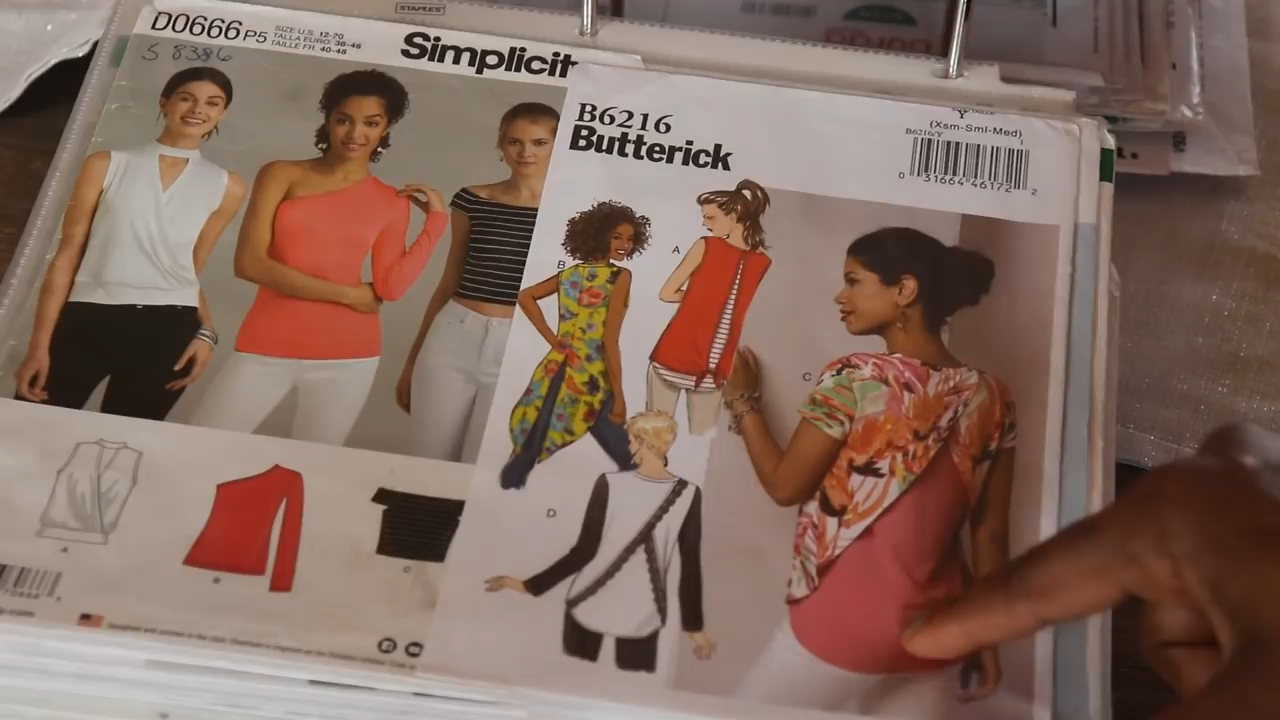 STAPLES
D0666 P5
SIZE U.S. 12-20
TALLA EURO: 38-46
TAILLE FR. 40-48
S 8386
Simplicit
A
B
C
B6216
Butterick
(Xsm-Sml-Med)
B6216/Y
0 31664 46172 2
B
A
C
D